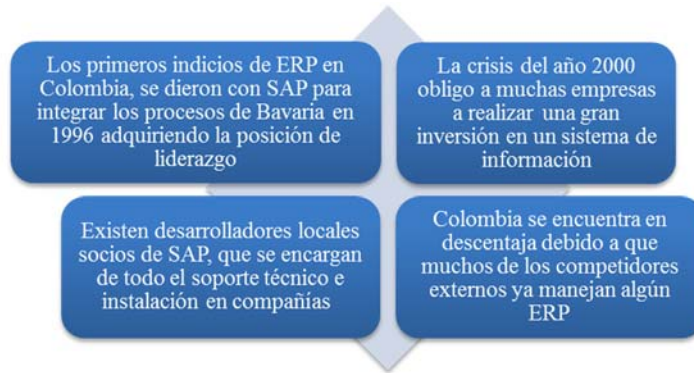 Los primeros indicios de ERP en
Colombia, se dieron con SAP para
integrar los procesos de Bavaria en
1996 adquiriendo la posición de
liderazgo
La crisis del año 2000
obligo a muchas empresas
a realizar una gran
inversión en un sistema de
información
Existen desarrolladores locales
socios de SAP, que se encargan
de todo el soporte técnico e
instalación en compañías
Colombia se encuentra en
descentaja debido a que
muchos de los competidores
externos ya manejan algún
ERP